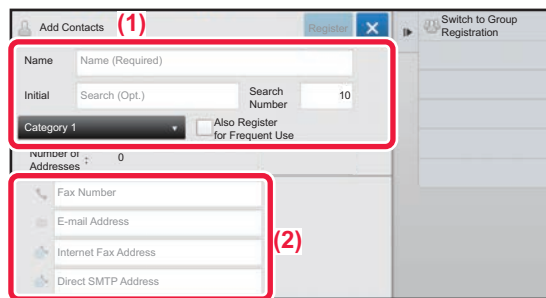 Add Contacts
(1)
Register
Switch to Group
Registration
Name
Name (Required)
Initial
Search (Opt.)
Search
Number
10
Category 1
Also Register
for Frequent Use
Number of
Addresses
:
0
Fax Number
E-mail Address
Internet Fax Address
Direct SMTP Address
(2)